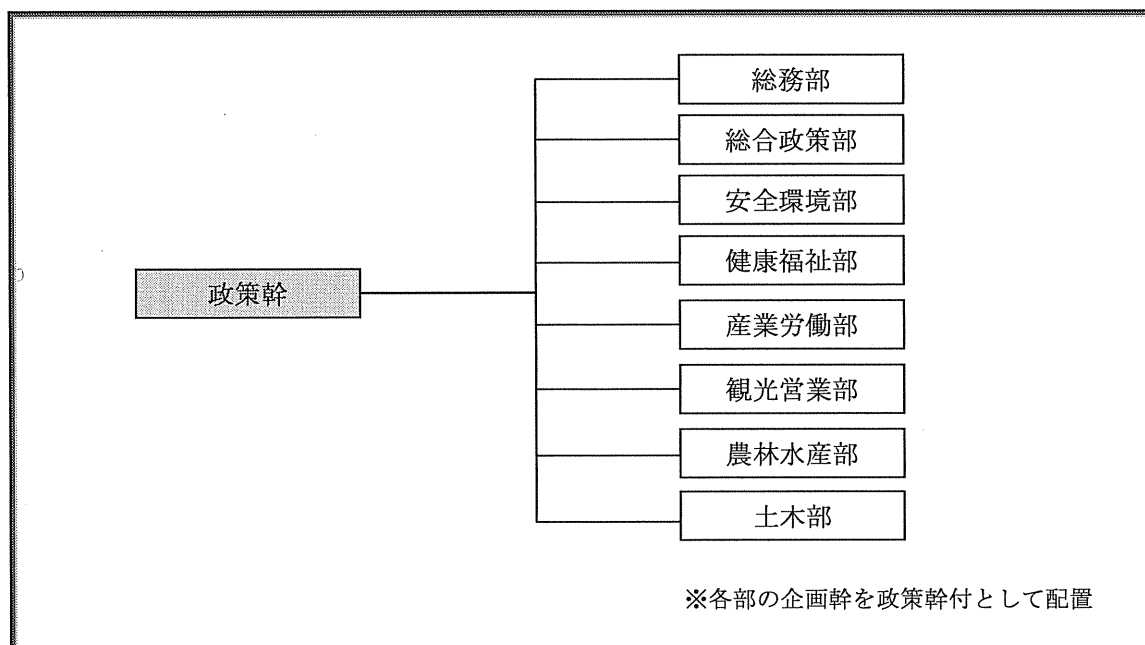 総務部
総合政策部
安全環境部
健康福祉部
政策幹
産業労働部
観光営業部
農林水産部
土木部
※各部の企画幹を政策幹付として配置